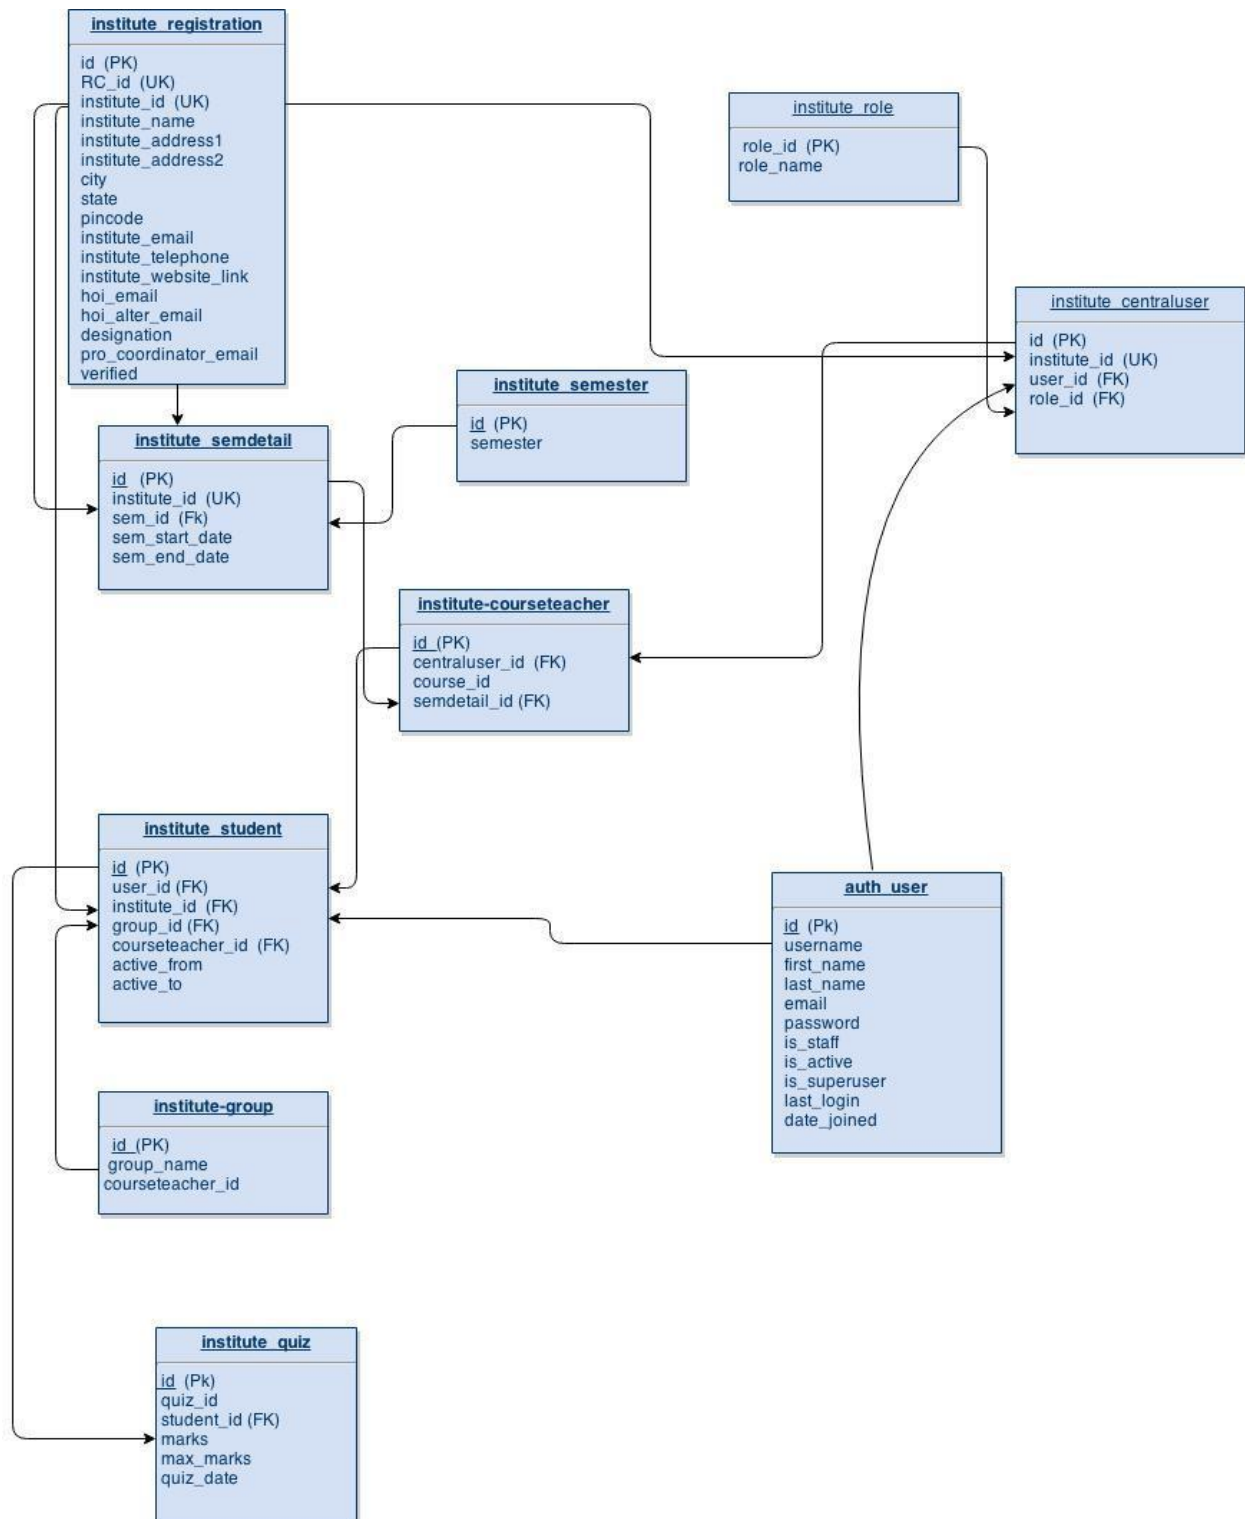 institute_registration
id (PK)
RC_id (UK)
institute_id (UK)
institute_name
institute_address1
institute_address2
city
state
pincode
institute_email
institute_telephone
institute_website_link
hoi_email
hoi_alter_email
designation
pro_coordinator_email
verified
institute_role
role_id (PK)
role_name
institute_centraluser
id (PK)
institute_id (UK)
user_id (FK)
role_id (FK)
institute_semester
id (PK)
semester
institute_semdetail
id (PK)
institute_id (UK)
sem_id (Fk)
sem_start_date
sem_end_date
institute-courseteacher
id_(PK)
centraluser_id (FK)
course_id
semdetail_id (FK)
institute_student
id (PK)
user_id (FK)
institute_id (FK)
group_id (FK)
courseteacher_id (FK)
active_from
active_to
auth_user
id (Pk)
username
first_name
last_name
email
password
is_staff
is_active
is_superuser
last_login
date_joined
institute-group
id_(PK)
group_name
courseteacher_id
institute_quiz
id (Pk)
quiz_id
student_id (FK)
marks
max_marks
quiz_date